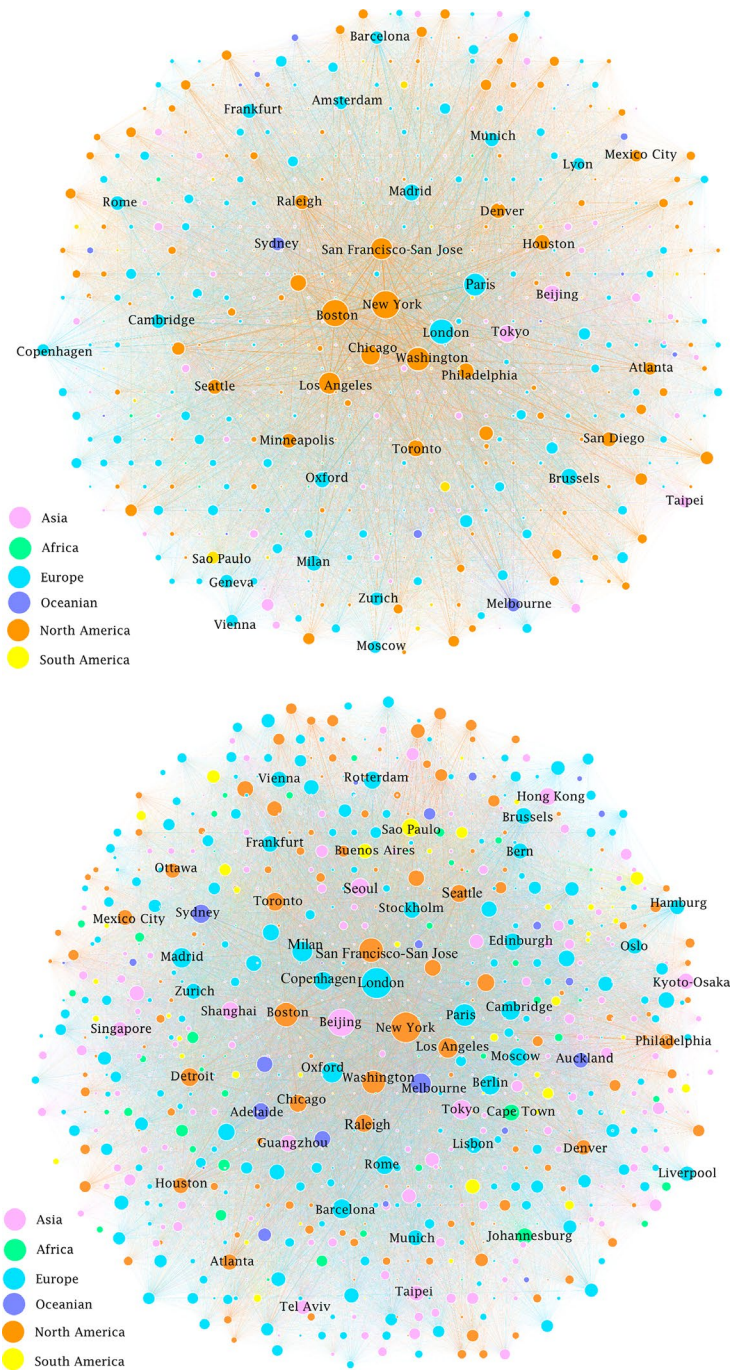 Barcelona
Amsterdam
Frankfurt
Munich
Mexico City
Lyon
Madrid
Rome
Raleigh
Denver
Sydney
San Francisco-San Jose
Houston
Paris
Beijing
New York
Boston
Cambridge
London
Tokyo
Copenhagen
Chicago
Washington
Atlanta
Philadelphia
Seattle
Los Angeles
Minneapolis
San Diego
Toronto
Oxford
Brussels
Taipei
Asia
Africa
Sao Paulo
Milan
Europe
Geneva
Zurich
Oceanian
Melbourne
Vienna
North America
Moscow
South America
Vienna
Rotterdam
Hong Kong
Brussels
Sao Paulo
Frankfurt
Buenos Aires
Bern
Ottawa
Seoul
Seattle
Toronto
Hamburg
Stockholm
Sydney
Mexico City
Edinburgh
Milan
Oslo
San Francisco-San Jose
Madrid
Copenhagen
London
Kyoto-Osaka
Zurich
Cambridge
Shanghai
Boston
Paris
Beijing
New York
Singapore
Philadelphia
Los Angeles
Moscow
Auckland
Oxford
Detroit
Washington
Berlin
Melbourne
Chicago
Tokyo
Cape Town
Adelaide
Raleigh
Guangzhou
Lisbon
Denver
Rome
Liverpool
Houston
Barcelona
Asia
Munich
Johannesburg
Africa
Atlanta
Europe
Taipei
Oceanian
Tel Aviv
North America
South America